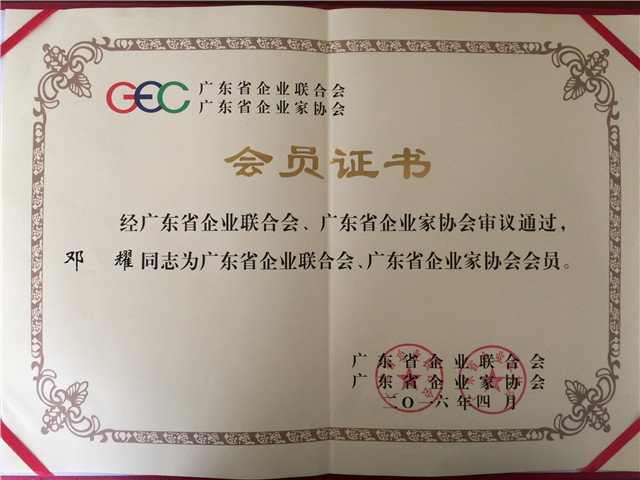 GEC
广东省企业联合会
广东省企业家协会
会员证书
经广东省企业联合会、广东省企业家协会审议通过，
邓耀同志为广东省企业联合会、广东省企业家协会会员。
广东省企业联合会
广东省企业家协会
二〇一六年四月